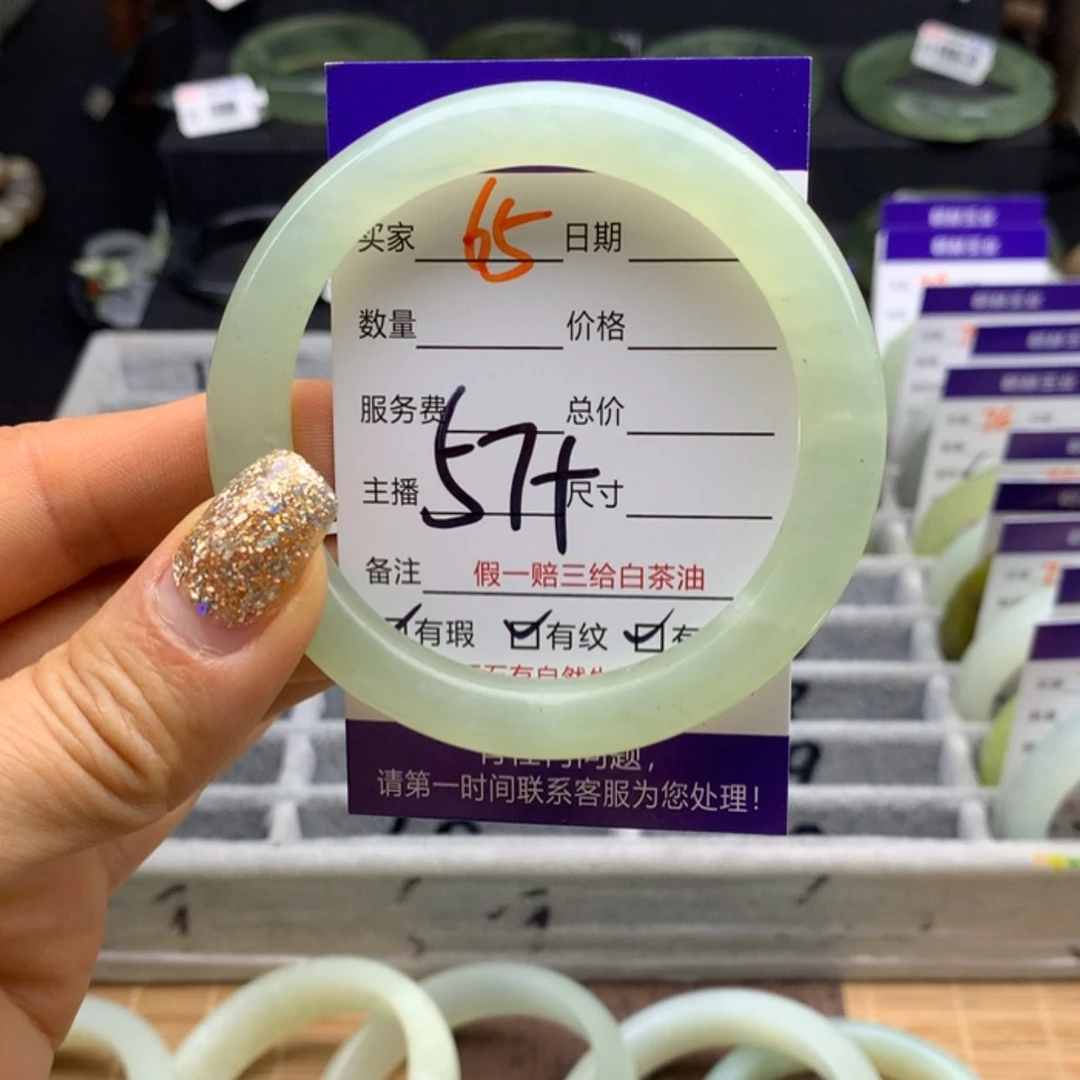 买家 65 日期
数量 价格
服务费 总价
主播 57+ 尺寸
备注 假一赔三给白茶油
有瑕 有纹 有
请第一时间联系客服为您处理！